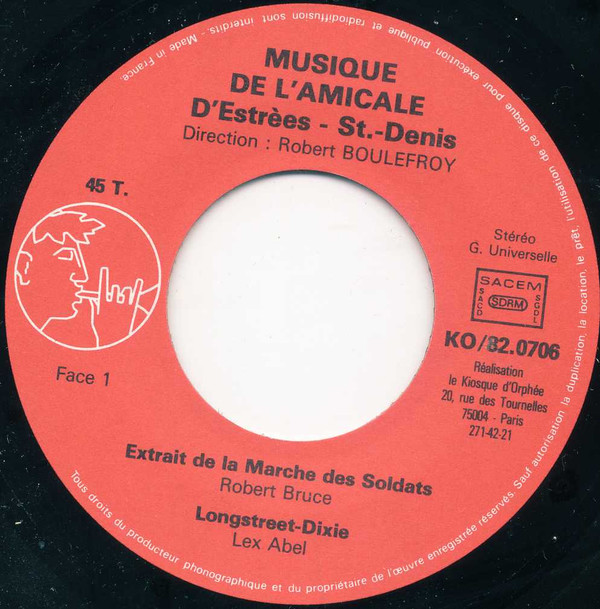 MUSIQUE
DE L'AMICALE
D'Estrèes - St.-Denis
Direction : Robert BOULEFROY
45 T.
Stéréo
G. Universelle
SACEM
SACD
SDRM
SGDL
KO/82.0706
Face 1
Réalisation
le Kiosque d'Orphée
20, rue des Tournelles
75004 - Paris
271-42-21
Extrait de la Marche des Soldats
Robert Bruce
Longstreet-Dixie
Lex Abel
Tous droits du producteur phonographique et du propriétaire de l'œuvre enregistrée réservés. Sauf autorisation la duplication, la location, le prêt, l'utilisation de ce disque pour exécution publique et radiodiffusion sont interdits. - Made in France.